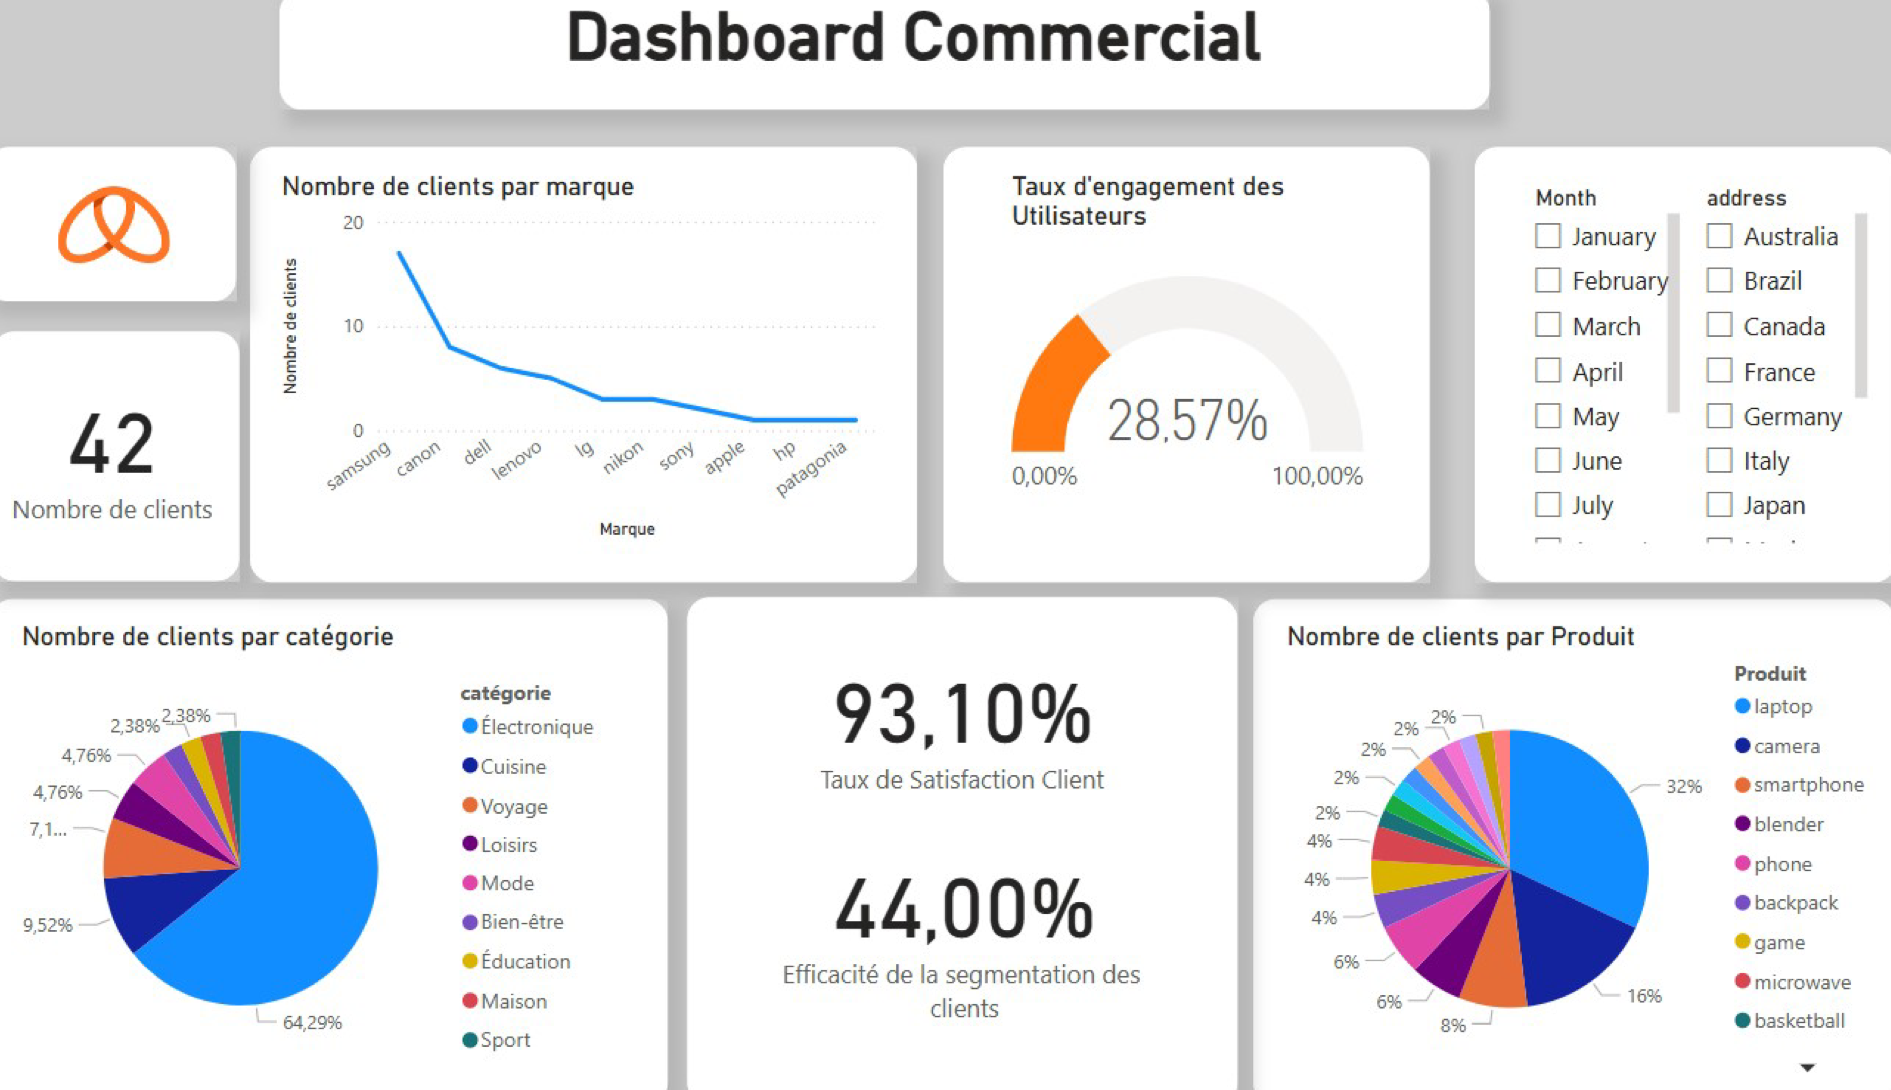 Dashboard Commercial
Nombre de clients par marque
20
10
0
Nombre de clients
samsung
canon
dell
lenovo
lg
nikon
sony
apple
hp
patagonia
Marque
Taux d'engagement des
Utilisateurs
28,57%
0,00%
100,00%
Month
January
February
March
April
May
June
July
address
Australia
Brazil
Canada
France
Germany
Italy
Japan
42
Nombre de clients
Nombre de clients par catégorie
2,38%
2,38%
4,76%
4,76%
7,1...
9,52%
64,29%
catégorie
Électronique
Cuisine
Voyage
Loisirs
Mode
Bien-être
Éducation
Maison
Sport
93,10%
Taux de Satisfaction Client
44,00%
Efficacité de la segmentation des
clients
Nombre de clients par Produit
2%
2%
2%
2%
2%
4%
4%
4%
6%
6%
8%
16%
32%
Produit
laptop
camera
smartphone
blender
phone
backpack
game
microwave
basketball